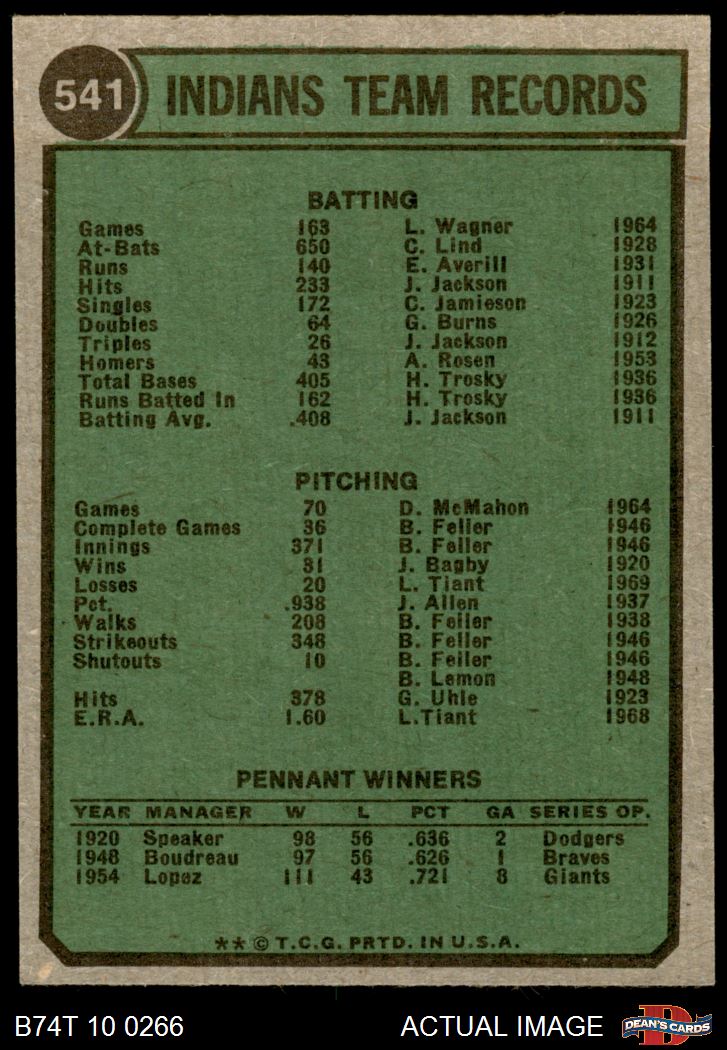 541 INDIANS TEAM RECORDS
BATTING
Games 163 L. Wagner 1964
At-Bats 650 C. Lind 1928
Runs 140 E. Averill 1931
Hits 233 J. Jackson 1911
Singles 172 C. Jamieson 1923
Doubles 64 G. Burns 1926
Triples 26 J. Jackson 1912
Homers 43 A. Rosen 1953
Total Bases 405 H. Trosky 1936
Runs Batted In 162 H. Trosky 1936
Batting Avg. .408 J. Jackson 1911
PITCHING
Games 70 D. McMahon 1964
Complete Games 36 B. Feller 1946
Innings 371 B. Feller 1946
Wins 31 J. Bagby 1920
Losses 20 L. Tiant 1969
Pct. .938 J. Allen 1937
Walks 208 B. Feller 1938
Strikeouts 348 B. Feller 1946
Shutouts 10 B. Feller 1946
B. Lemon 1948
Hits 378 G. Uhle 1923
E.R.A. 1.60 L.Tiant 1968
PENNANT WINNERS
YEAR MANAGER W L PCT GA SERIES OP.
1920 Speaker 98 56 .636 2 Dodgers
1948 Boudreau 97 56 .626 1 Braves
1954 Lopez 111 43 .721 8 Giants
** © T.C.G. PRTD. IN U.S.A.
B74T 10 0266 ACTUAL IMAGE D DEAN'S CARDS